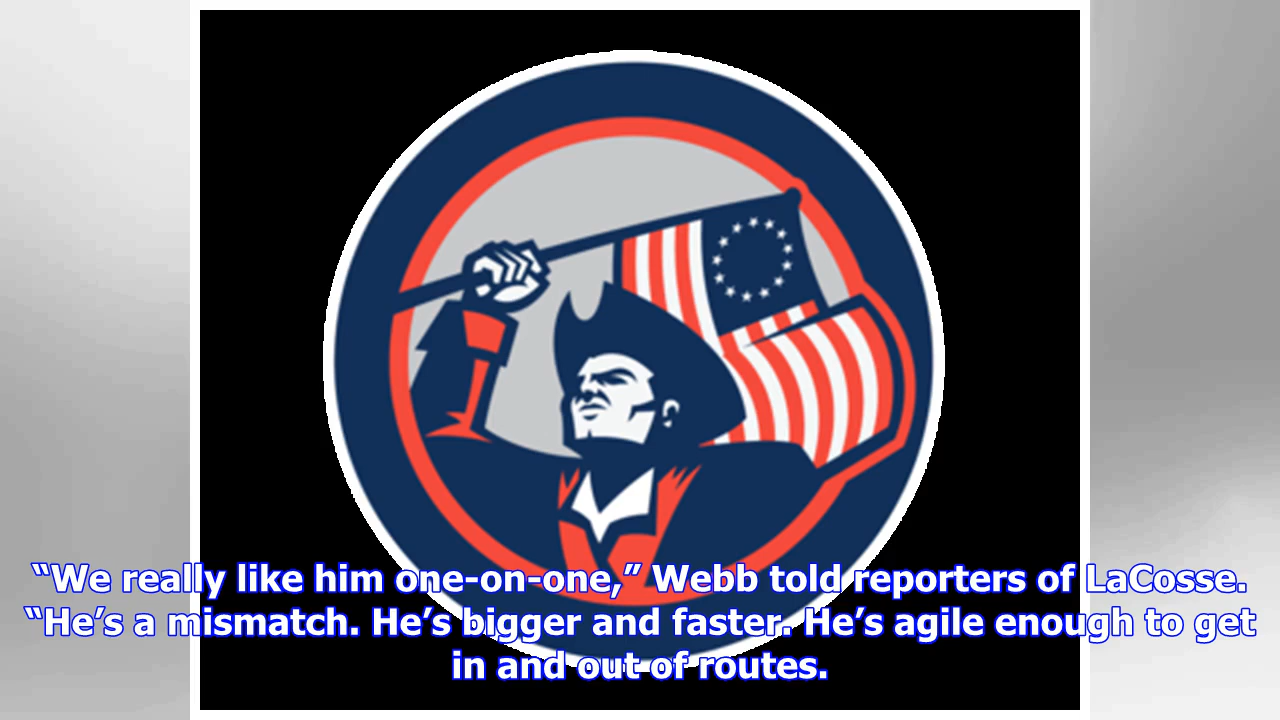 “We really like him one-on-one,” Webb told reporters of LaCosse.
“He’s a mismatch. He’s bigger and faster. He’s agile enough to get
in and out of routes.